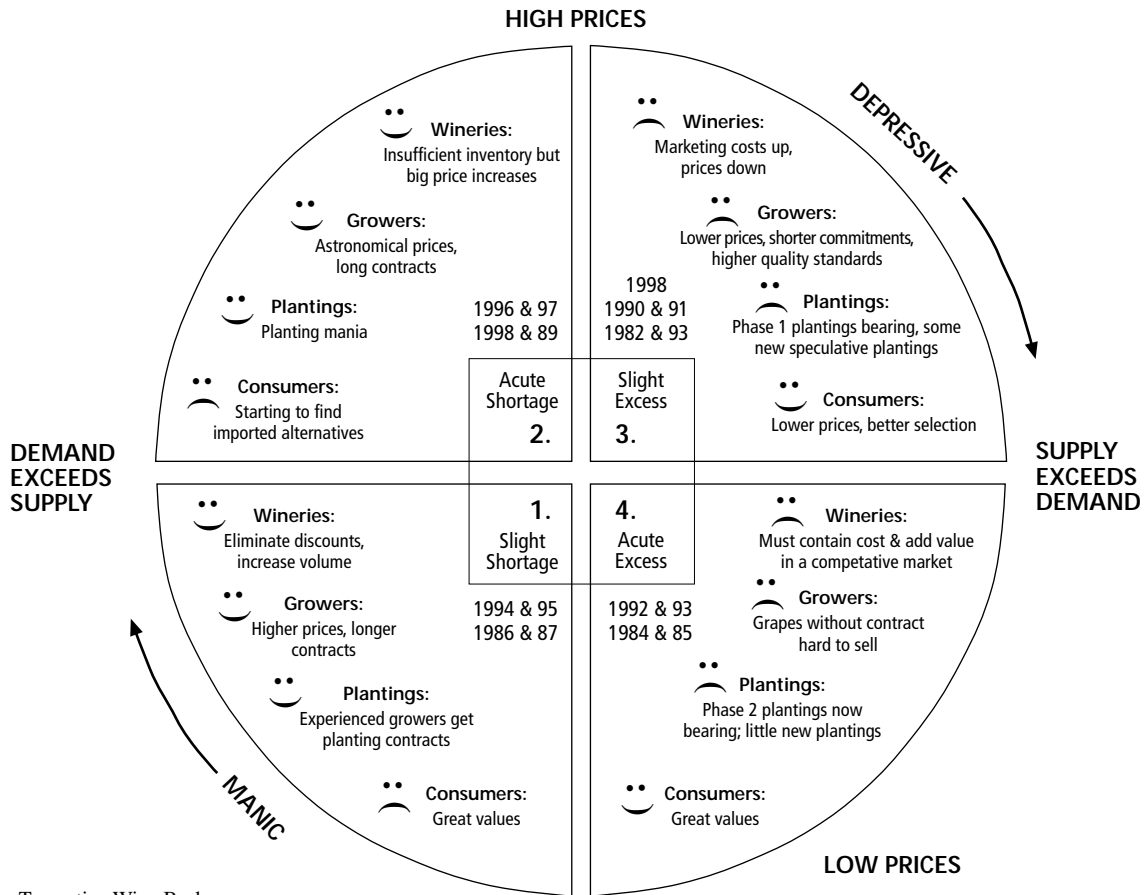 HIGH PRICES
Wineries:
Insufficient inventory but
big price increases
Growers:
Astronomical prices,
long contracts
Plantings:
Planting mania
1996 & 97
1998 & 89
Consumers:
Starting to find
imported alternatives
Acute
Shortage
2.
Wineries:
Marketing costs up,
prices down
Growers:
Lower prices, shorter commitments,
higher quality standards
1998
1990 & 91
1982 & 93
Plantings:
Phase 1 plantings bearing, some
new speculative plantings
Slight
Excess
3.
Consumers:
Lower prices, better selection
DEPRESSIVE
DEMAND
EXCEEDS
SUPPLY
SUPPLY
EXCEEDS
DEMAND
Wineries:
Eliminate discounts,
increase volume
1.
Slight
Shortage
Growers:
Higher prices, longer
contracts
1994 & 95
1986 & 87
Plantings:
Experienced growers get
planting contracts
Consumers:
Great values
MANIC
4.
Acute
Excess
Wineries:
Must contain cost & add value
in a competative market
1992 & 93
1984 & 85
Growers:
Grapes without contract
hard to sell
Plantings:
Phase 2 plantings now
bearing; little new plantings
Consumers:
Great values
LOW PRICES